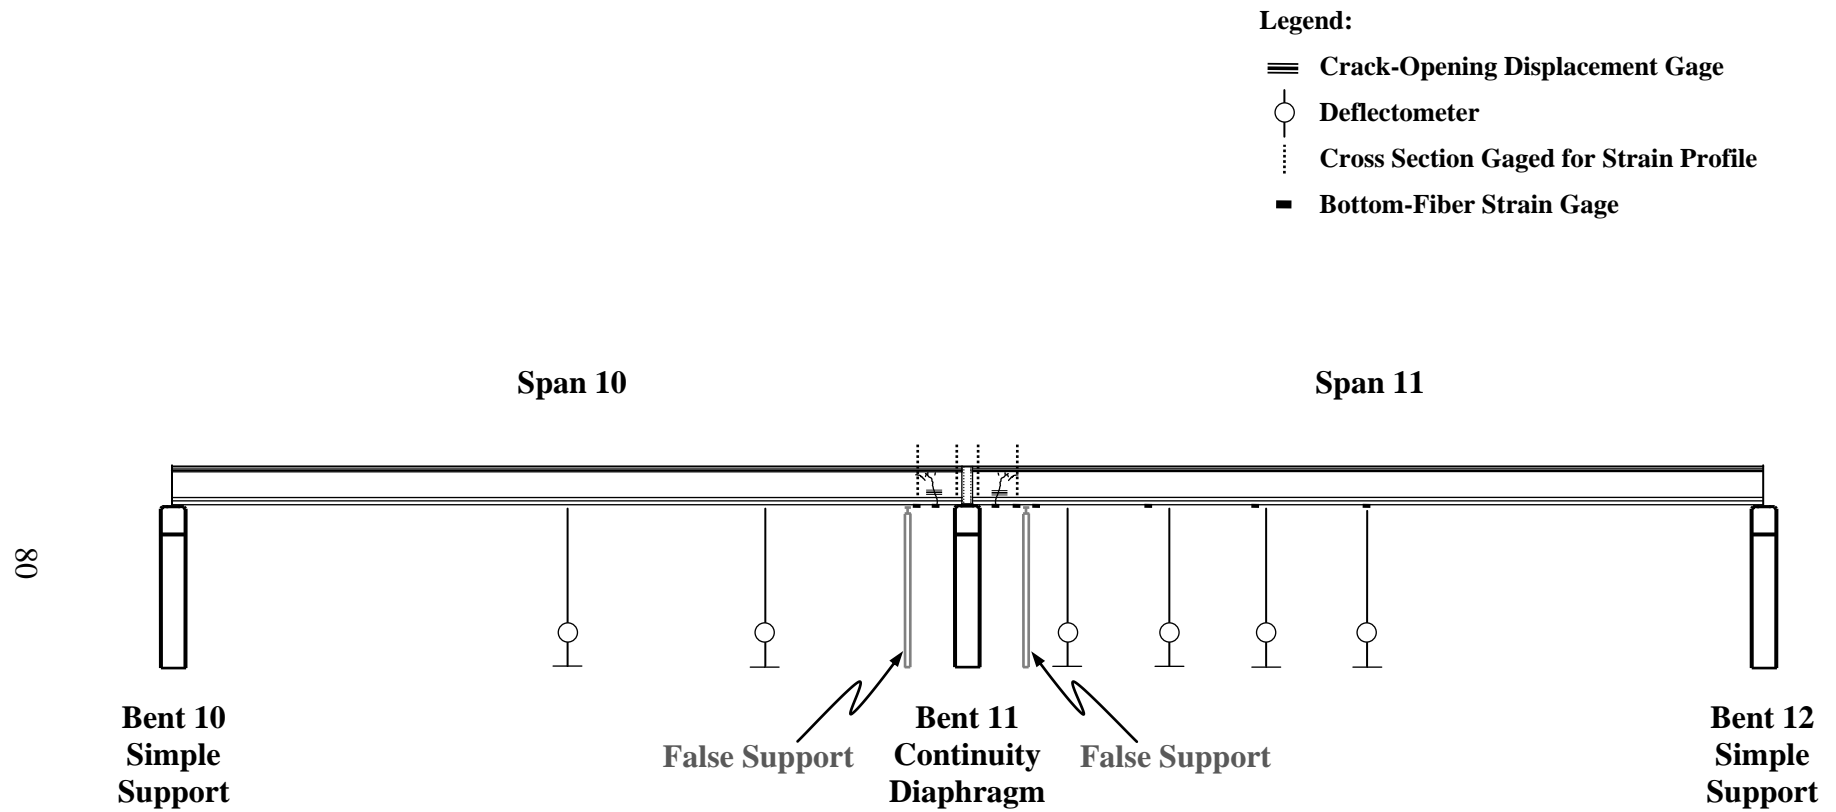 Legend:
Crack-Opening Displacement Gage
Deflectometer
Cross Section Gaged for Strain Profile
Bottom-Fiber Strain Gage
Span 10
Span 11
80
Bent 10
Simple
Support
False Support
Bent 11
Continuity
Diaphragm
False Support
Bent 12
Simple
Support